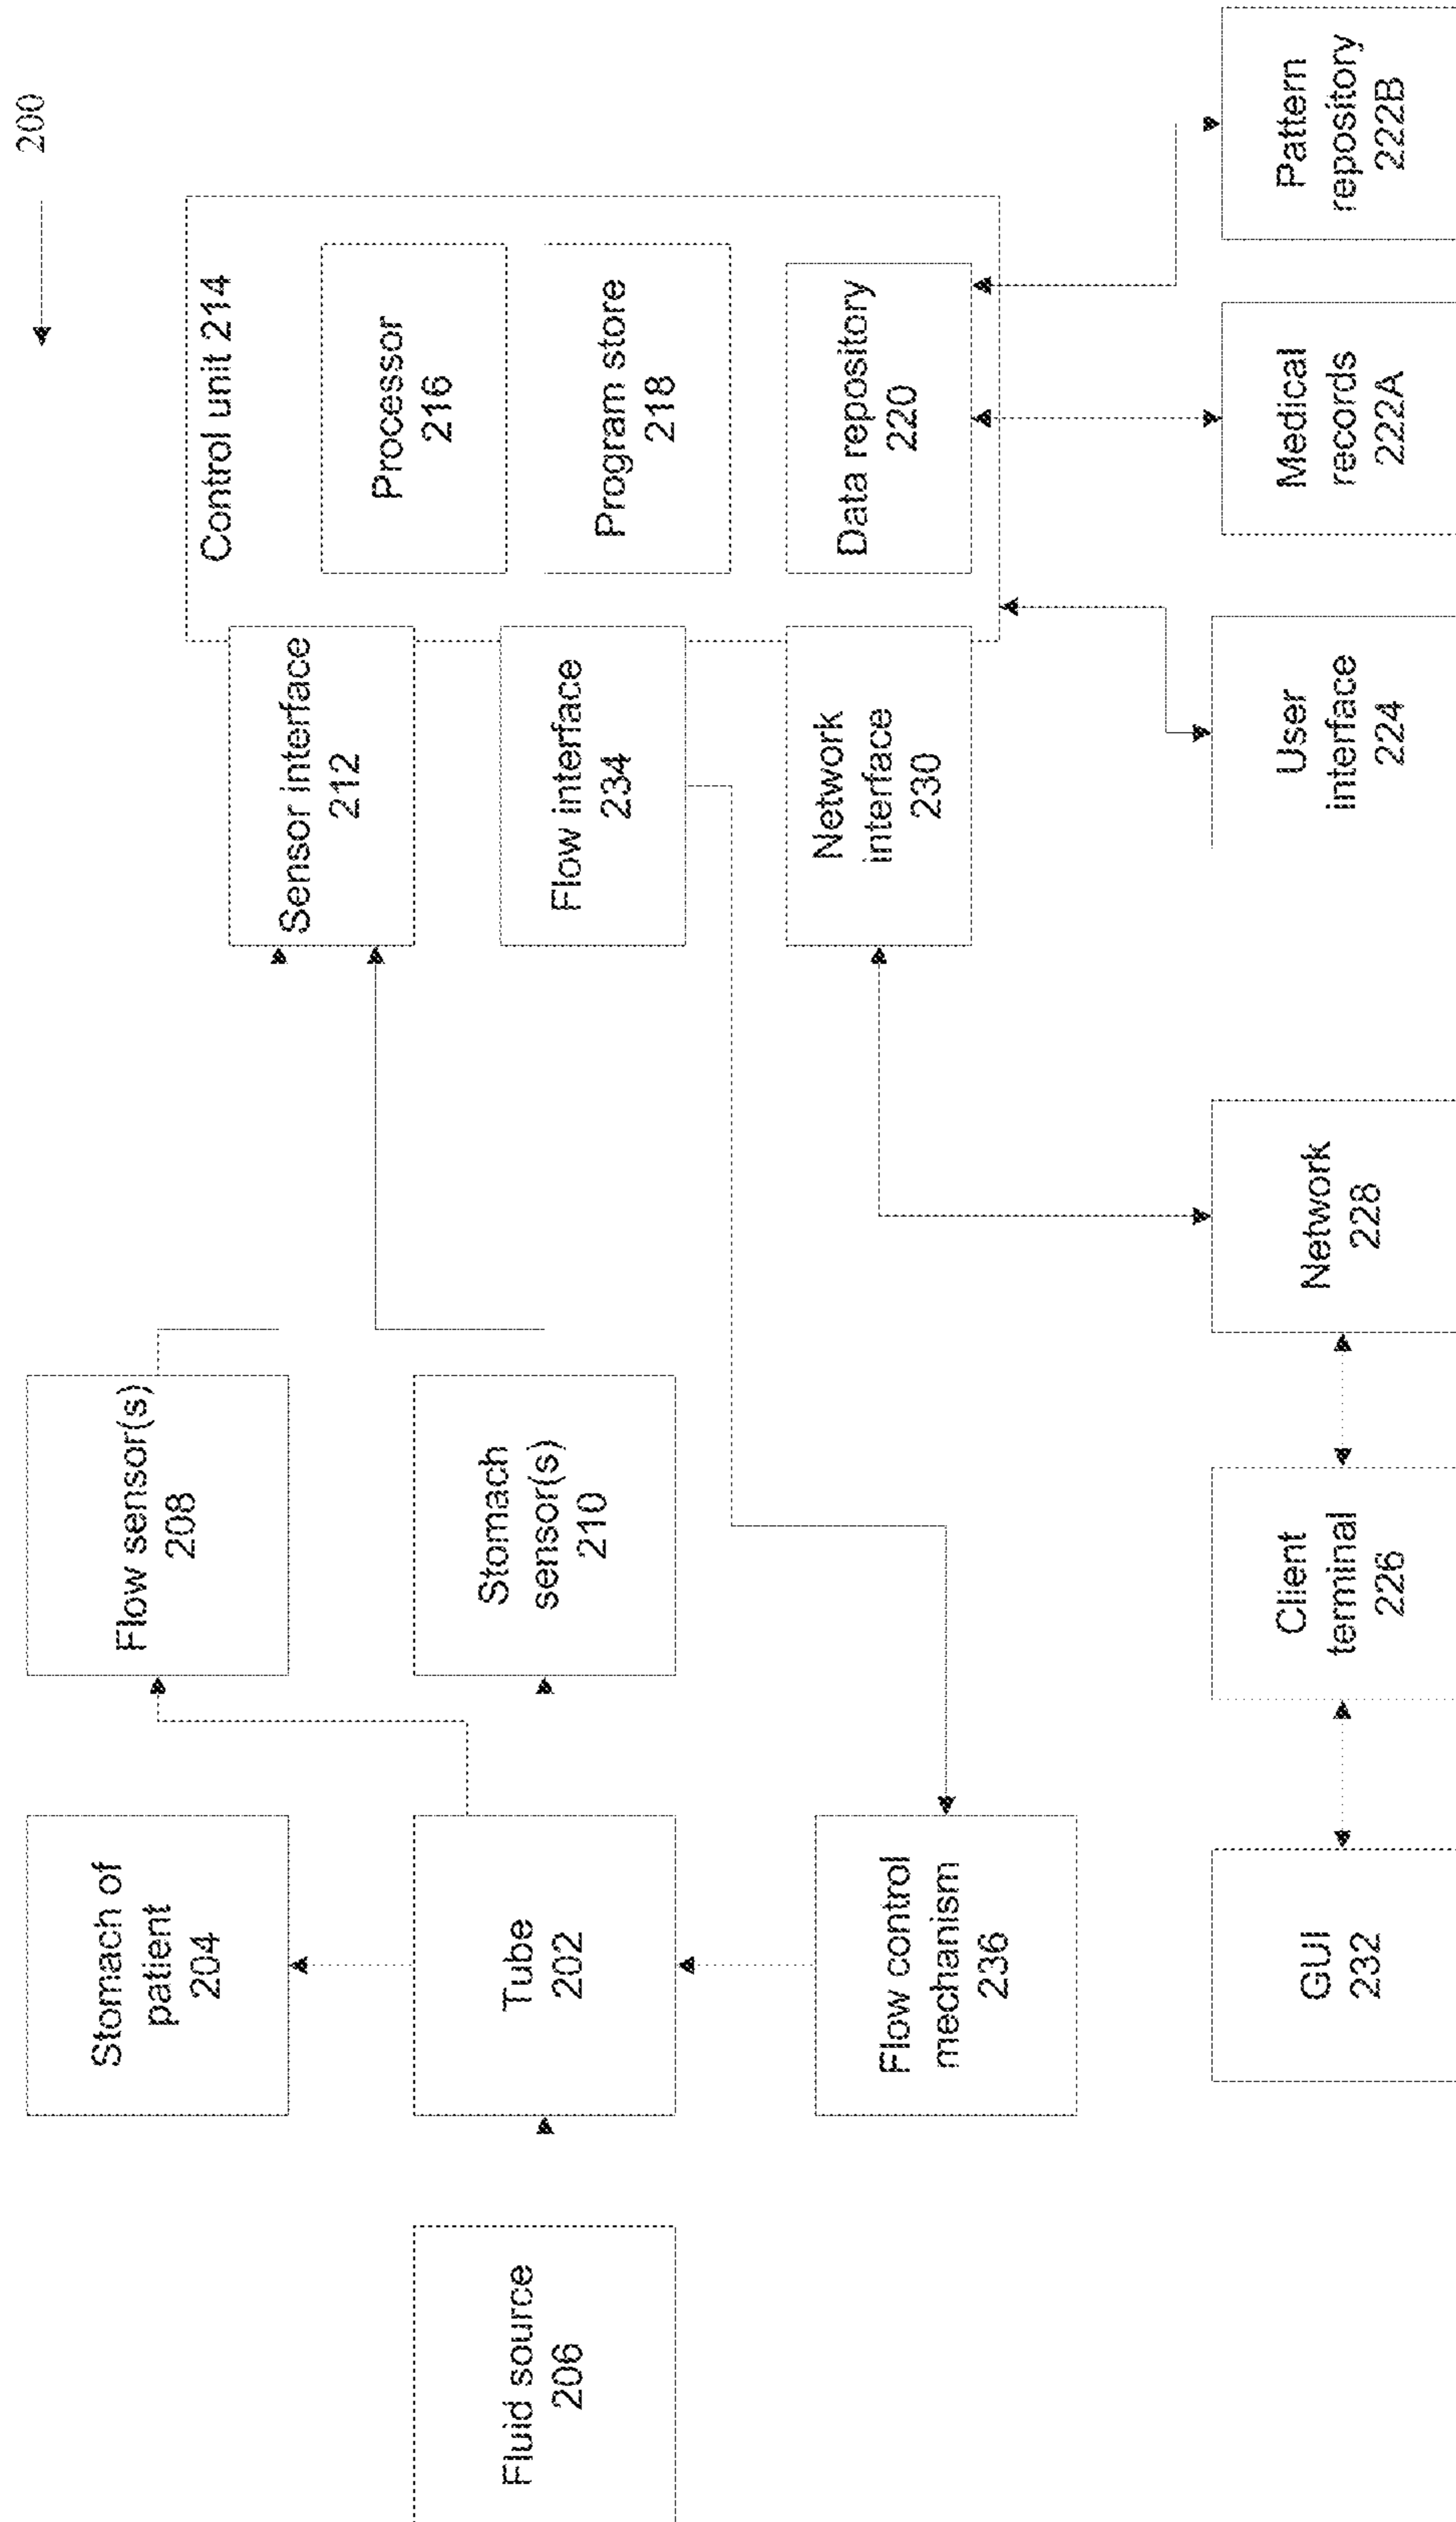 200
Stomach of
patient
204
Flow sensor(s)
208
Control unit 214
Sensor interface
212
Processor
216
Fluid source
206
Tube
202
Stomach
sensor(s)
210
Flow interface
234
Program store
218
Flow control
mechanism
236
Network
interface
230
Data repository
220
GUI
232
Client
terminal
226
Network
228
User
interface
224
Medical
records
222A
Pattern
repository
222B